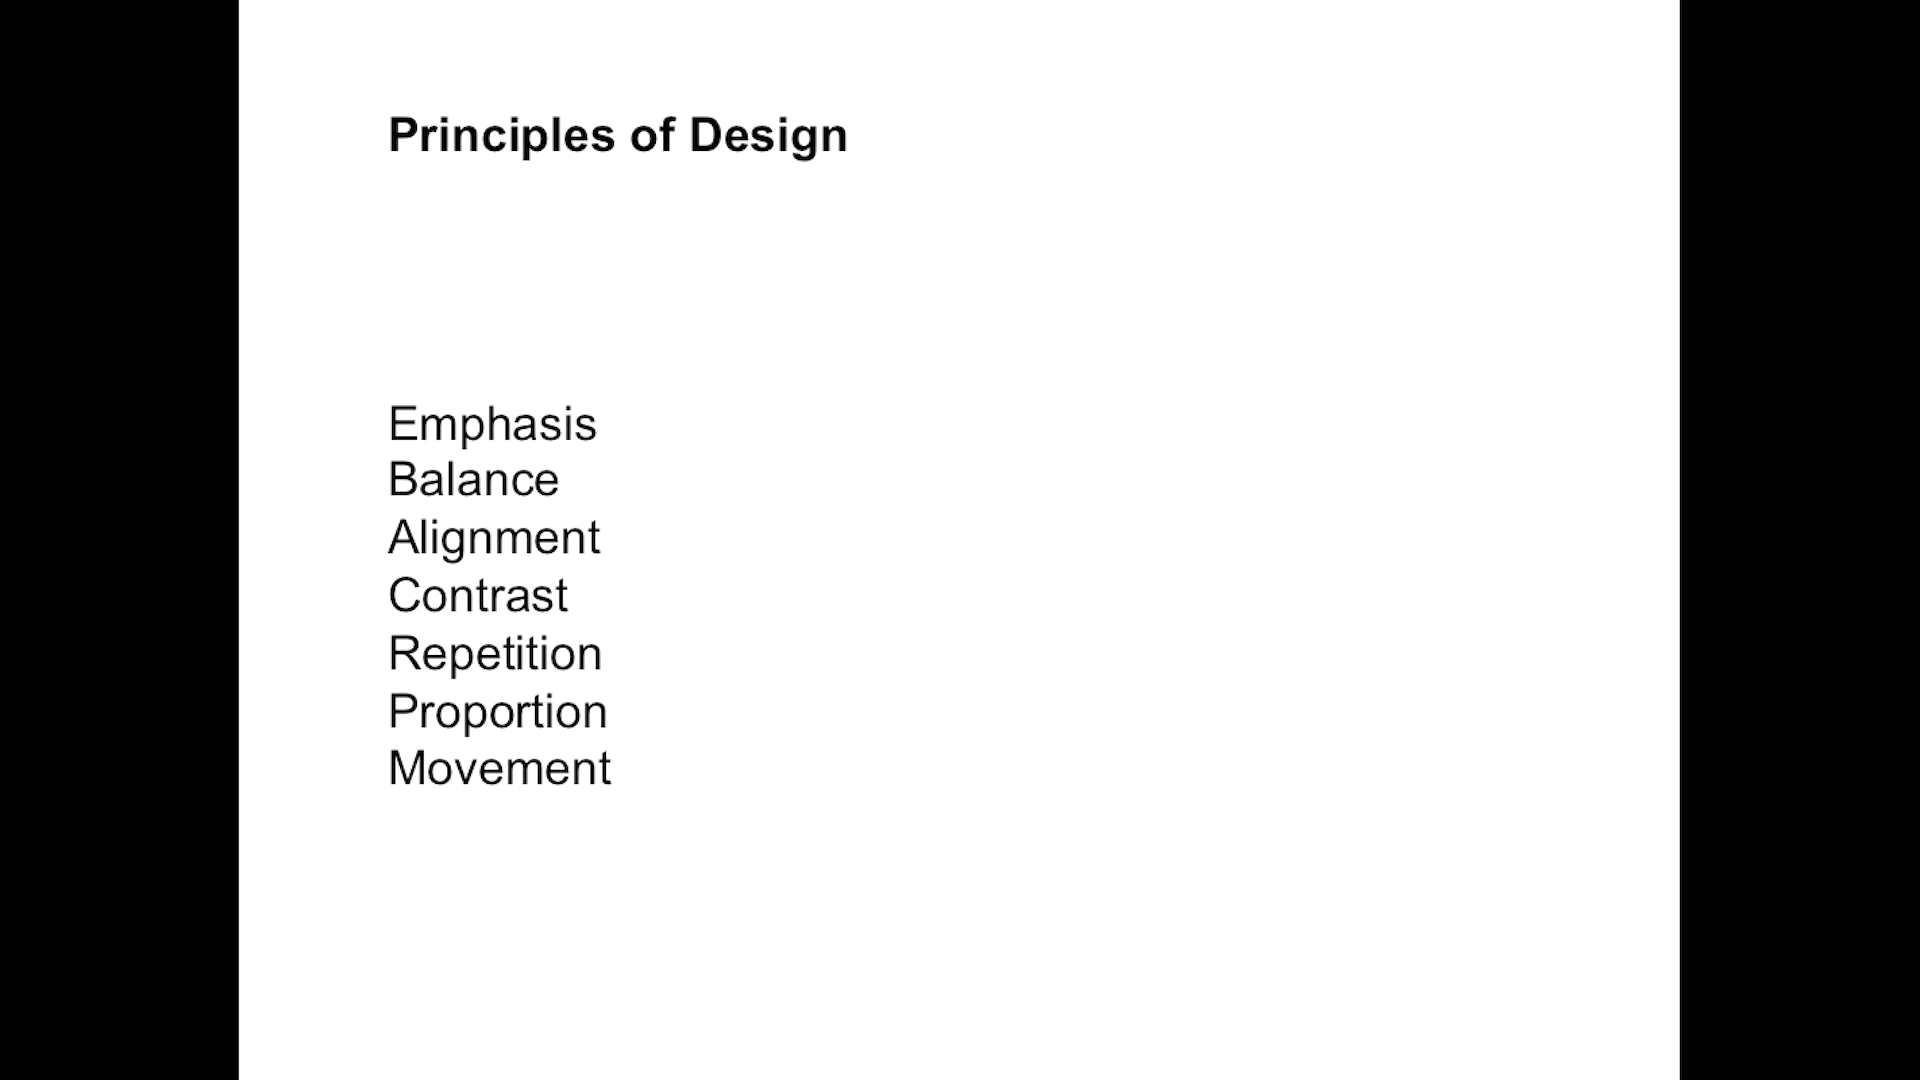 Principles of Design
Emphasis
Balance
Alignment
Contrast
Repetition
Proportion
Movement